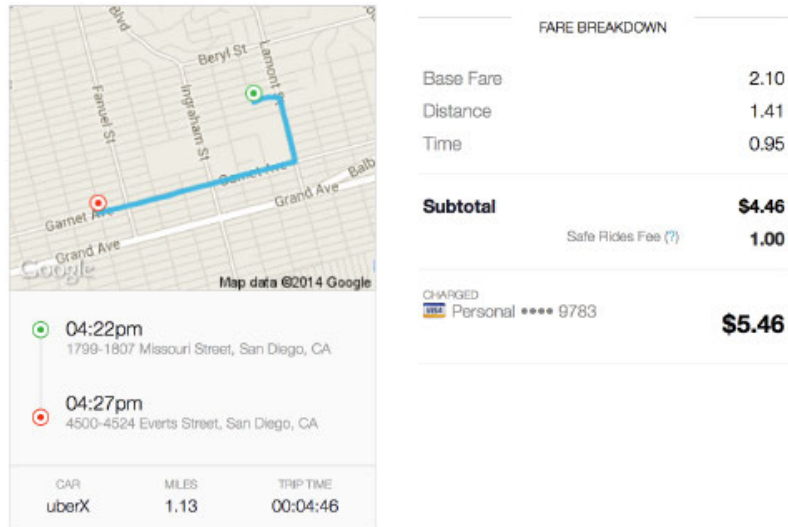 Blvd
Beryl St
Lamont S
Fanuel St
Ingraham St
Garnet Ave
Balb
Grand Ave
Garnet Ave
Grand Ave
Google
Map data ©2014 Google
04:22pm
1799-1807 Missouri Street, San Diego, CA
04:27pm
4500-4524 Everts Street, San Diego, CA
CAR MILES TRIP TIME
uberX 1.13 00:04:46
FARE BREAKDOWN
Base Fare 2.10
Distance 1.41
Time 0.95
Subtotal $4.46
Safe Rides Fee (?) 1.00
CHARGED
VISA Personal •••• 9783 $5.46